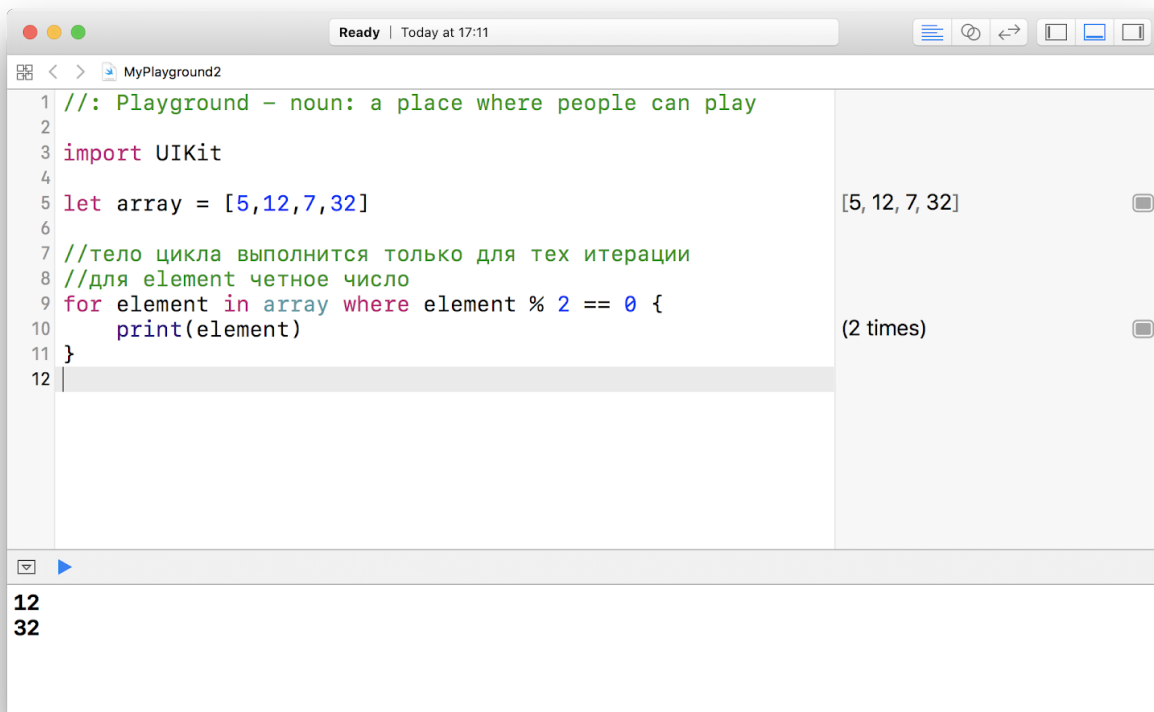 Ready | Today at 17:11
MyPlayground2
1 //: Playground – noun: a place where people can play
2
3 import UIKit
4
5 let array = [5,12,7,32] [5, 12, 7, 32]
6
7 //тело цикла выполнится только для тех итерации
8 //для element четное число
9 for element in array where element % 2 == 0 {
10 print(element) (2 times)
11 }
12
12
32